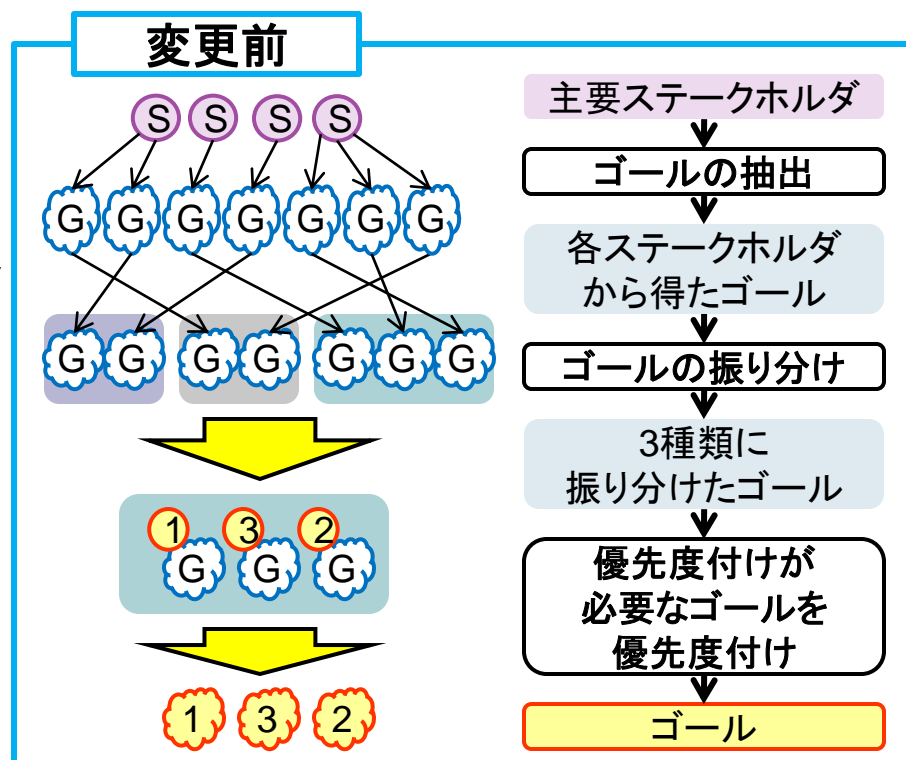 変更前
S S S S
G G G G G G G
G G G G G G G
1 3 2
G G G
1 3 2
主要ステークホルダ
ゴールの抽出
各ステークホルダ
から得たゴール
ゴールの振り分け
3種類に
振り分けたゴール
優先度付けが
必要なゴールを
優先度付け
ゴール